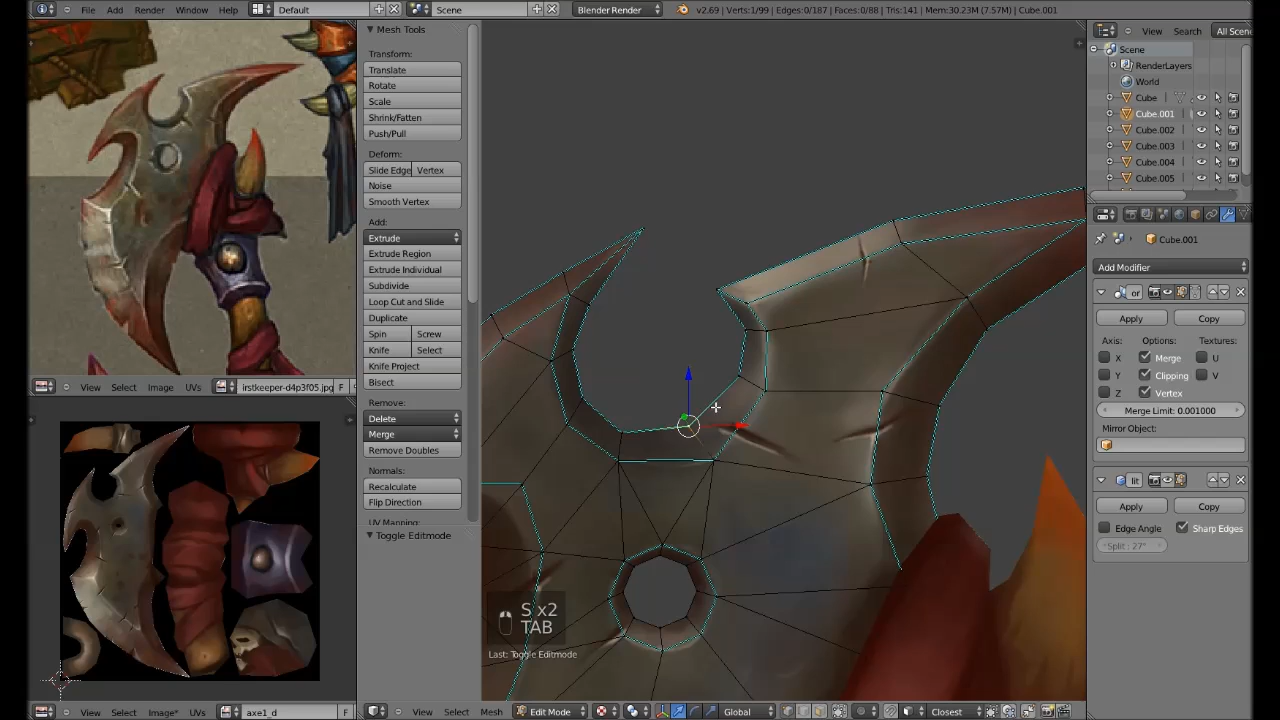 File Add Render Window Help Default Scene Blender Render v2.69 | Verts:1/99 | Edges:0/187 | Faces:0/88 | Tris:141 | Mem:30.23M (7.57M) | Cube.001
Mesh Tools
Transform:
Translate
Rotate
Scale
Shrink/Fatten
Push/Pull
Deform:
Slide Edge Vertex
Noise
Smooth Vertex
Add:
Extrude
Extrude Region
Extrude Individual
Subdivide
Loop Cut and Slide
Duplicate
Spin Screw
Knife Select
Knife Project
Bisect
Remove:
Delete
Merge
Remove Doubles
Normals:
Recalculate
Flip Direction
UV Mapping:
Toggle Editmode
View Select Image UVs irstkeeper-d4p3f05.jpg F
View Select Image* UVs axe1_d F
S x2
TAB
Last: Toggle Editmode
View Select Mesh Edit Mode Global Closest
View Search All Scene
Scene
RenderLayers
World
Cube
Cube.001
Cube.002
Cube.003
Cube.004
Cube.005
Cube.001
Add Modifier
or
Apply Copy
Axis: Options: Textures:
X Merge U
Y Clipping V
Z Vertex
Merge Limit: 0.001000
Mirror Object:
lit
Apply Copy
Edge Angle Sharp Edges
Split : 27°